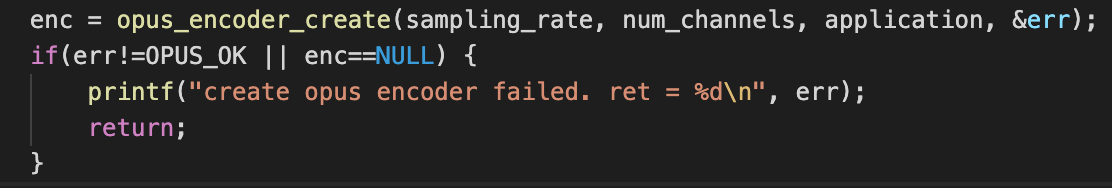 enc = opus_encoder_create(sampling_rate, num_channels, application, &err);
if(err!=OPUS_OK || enc==NULL) {
    printf("create opus encoder failed. ret = %d\n", err);
    return;
}